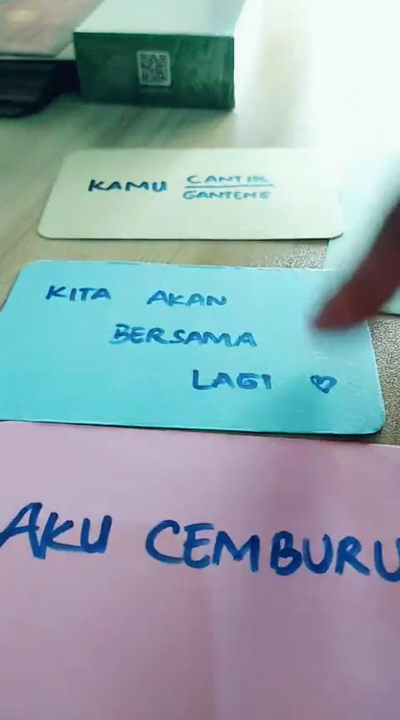 KAMU CANTIK
GANTENG
KITA AKAN
BERSAMA
LAGI ♡
AKU CEMBURU